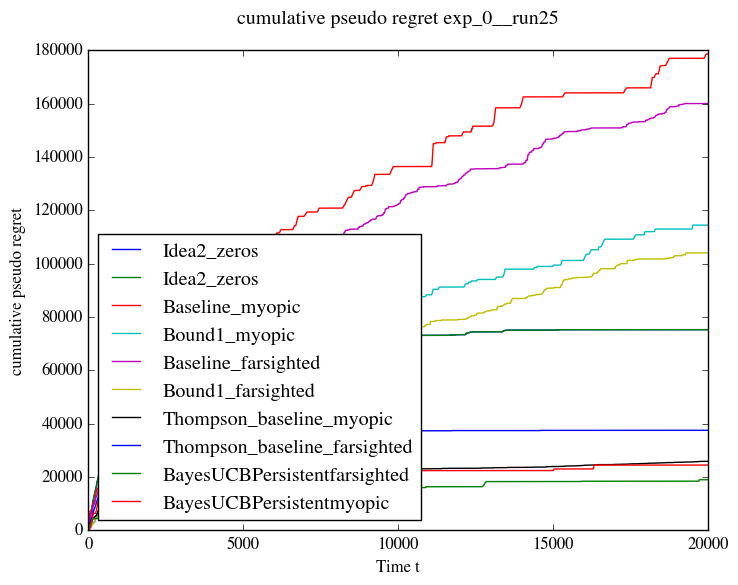 cumulative pseudo regret exp_0__run25
180000
160000
140000
120000
100000
80000
60000
40000
20000
0
cumulative pseudo regret
Idea2_zeros
Idea2_zeros
Baseline_myopic
Bound1_myopic
Baseline_farsighted
Bound1_farsighted
Thompson_baseline_myopic
Thompson_baseline_farsighted
BayesUCBPersistentfarsighted
BayesUCBPersistentmyopic
0 5000 10000 15000 20000
Time t